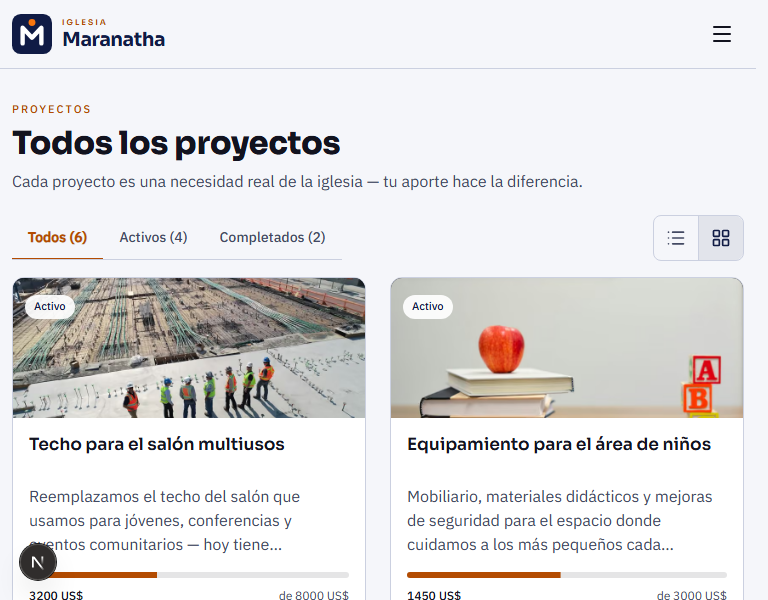 IGLESIA
Maranatha
PROYECTOS
Todos los proyectos
Cada proyecto es una necesidad real de la iglesia — tu aporte hace la diferencia.
Todos (6)
Activos (4)
Completados (2)
Activo
Techo para el salón multiusos
Reemplazamos el techo del salón que
usamos para jóvenes, conferencias y
eventos comunitarios — hoy tiene...
3200 US$
de 8000 US$
Activo
A
B
Equipamiento para el área de niños
Mobiliario, materiales didácticos y mejoras
de seguridad para el espacio donde
cuidamos a los más pequeños cada...
1450 US$
de 3000 US$
N